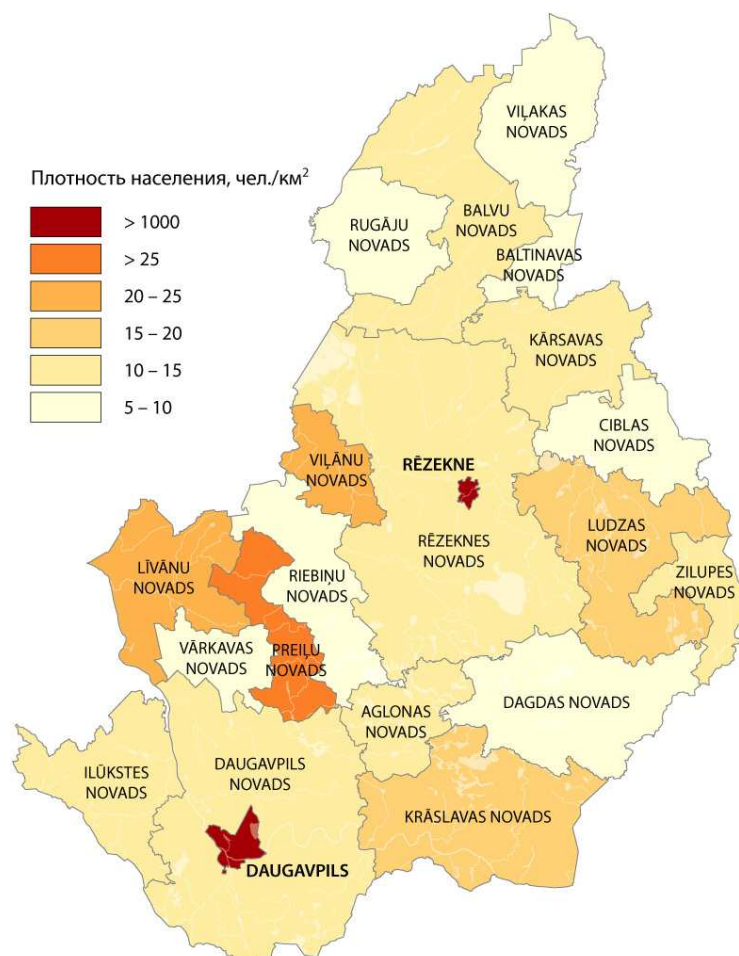 VIĻAKAS
NOVADS
Плотность населения, чел./км²
> 1000
> 25
20 – 25
15 – 20
10 – 15
5 – 10
RUGĀJU
NOVADS
BALVU
NOVADS
BALTINAVAS
NOVADS
KĀRSAVAS
NOVADS
CIBLAS
NOVADS
VIĻĀNU
NOVADS
RĒZEKNE
RĒZEKNES
NOVADS
LUDZAS
NOVADS
ZILUPES
NOVADS
LĪVĀNU
NOVADS
RIEBIŅU
NOVADS
VĀRKAVAS
NOVADS
PREIĻU
NOVADS
AGLONAS
NOVADS
DAGDAS NOVADS
ILŪKSTES
NOVADS
DAUGAVPILS
NOVADS
KRĀSLAVAS NOVADS
DAUGAVPILS